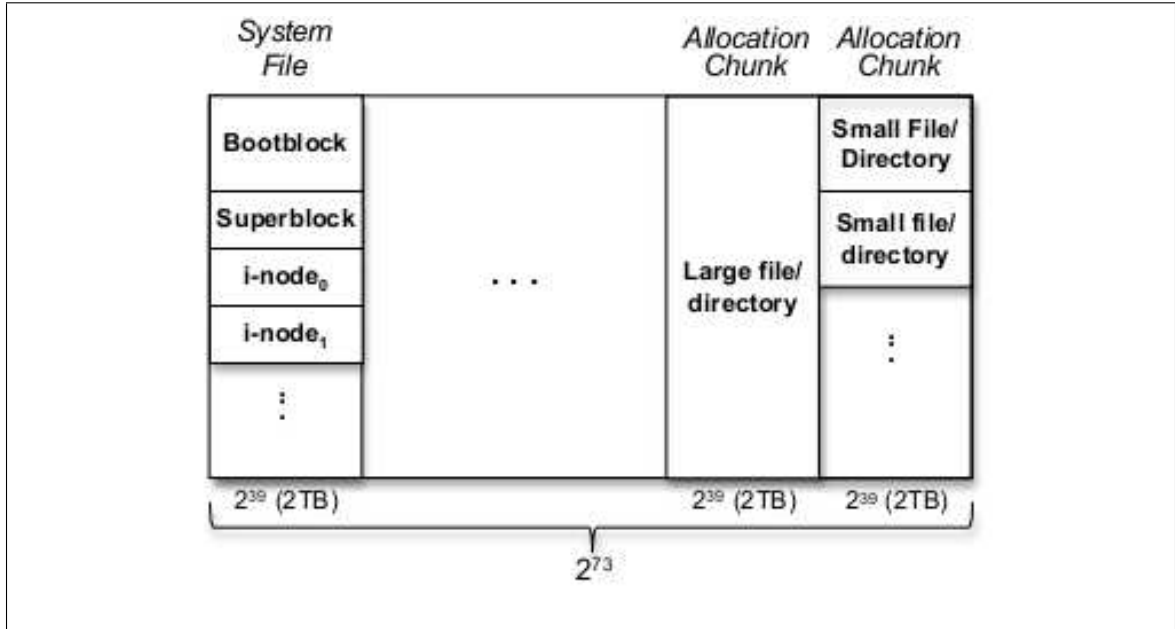 System
File
Allocation
Chunk
Allocation
Chunk
Bootblock
Superblock
i-node₀
i-node₁
⋮
. . .
Large file/
directory
Small File/
Directory
Small file/
directory
⋮
2³⁹ (2TB)
2³⁹ (2TB)
2³⁹ (2TB)
2⁷³